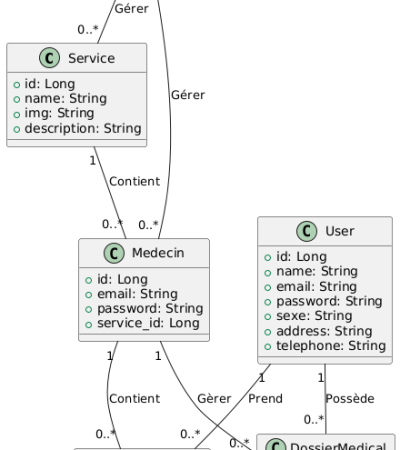 Gérer
0..*
C Service
id: Long
name: String
img: String
description: String
Gérer
1
Contient
0..*
0..*
C Medecin
id: Long
email: String
password: String
service_id: Long
C User
id: Long
name: String
email: String
password: String
sexe: String
address: String
telephone: String
1
1
1
1
Contient
Gèrer
Prend
Possède
0..*
0..*
0..*
0..*
C DossierMedical